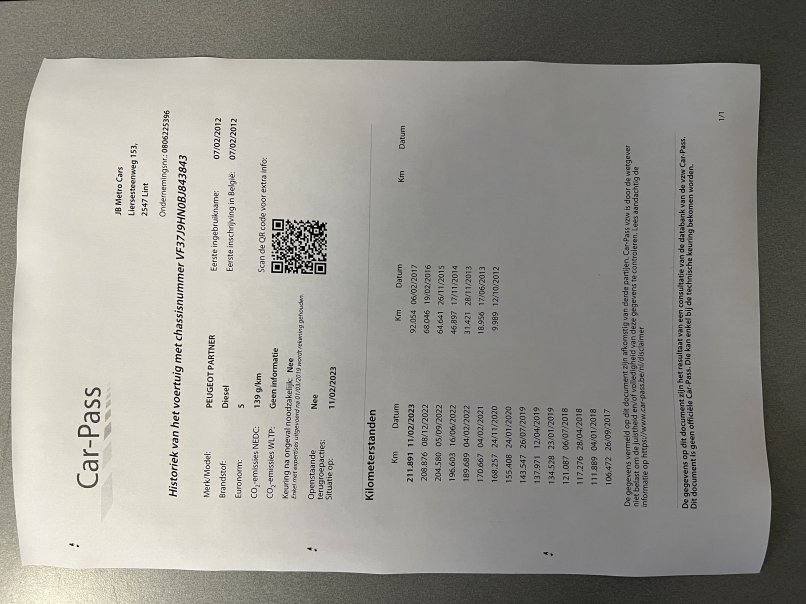 Car-Pass
JB Metro Cars
Liersesteenweg 153,
2547 Lint
Ondernemingsnr.: 0806225396
Historiek van het voertuig met chassisnummer VF37J9HN0BJ843843
Merk/Model: PEUGEOT PARTNER
Brandstof: Diesel
Euronorm: 5
CO₂-emissies NEDC: 139 g/km
CO₂-emissies WLTP: Geen informatie
Keuring na ongeval noodzakelijk: Nee
Enkel met expertises uitgevoerd na 01/03/2019 wordt rekening gehouden.
Openstaande
terugroepacties: Nee
Situatie op: 11/02/2023
Eerste ingebruikname: 07/02/2012
Eerste inschrijving in België: 07/02/2012
Scan de QR code voor extra info:
Kilometerstanden
Km Datum
211.891 11/02/2023
208.876 08/12/2022
204.580 05/09/2022
196.603 16/06/2022
189.689 04/02/2022
170.667 04/02/2021
168.257 24/11/2020
155.408 24/01/2020
143.547 26/07/2019
137.971 12/04/2019
134.528 23/01/2019
121.087 06/07/2018
117.276 28/04/2018
111.889 04/01/2018
106.472 26/09/2017
Km Datum
92.054 06/02/2017
68.046 19/02/2016
64.641 26/11/2015
46.897 17/11/2014
31.421 28/11/2013
18.956 17/06/2013
9.989 12/10/2012
Km Datum
De gegevens vermeld op dit document zijn afkomstig van derde partijen. Car-Pass vzw is door de wetgever
niet belast om de juistheid en/of volledigheid van deze gegevens te controleren. Lees aandachtig de
informatie op https://www.car-pass.be/nl/disclaimer
De gegevens op dit document zijn het resultaat van een consultatie van de databank van de vzw Car-Pass.
Dit document is geen officiële Car-Pass. Die kan enkel bij de technische keuring bekomen worden.
1/1